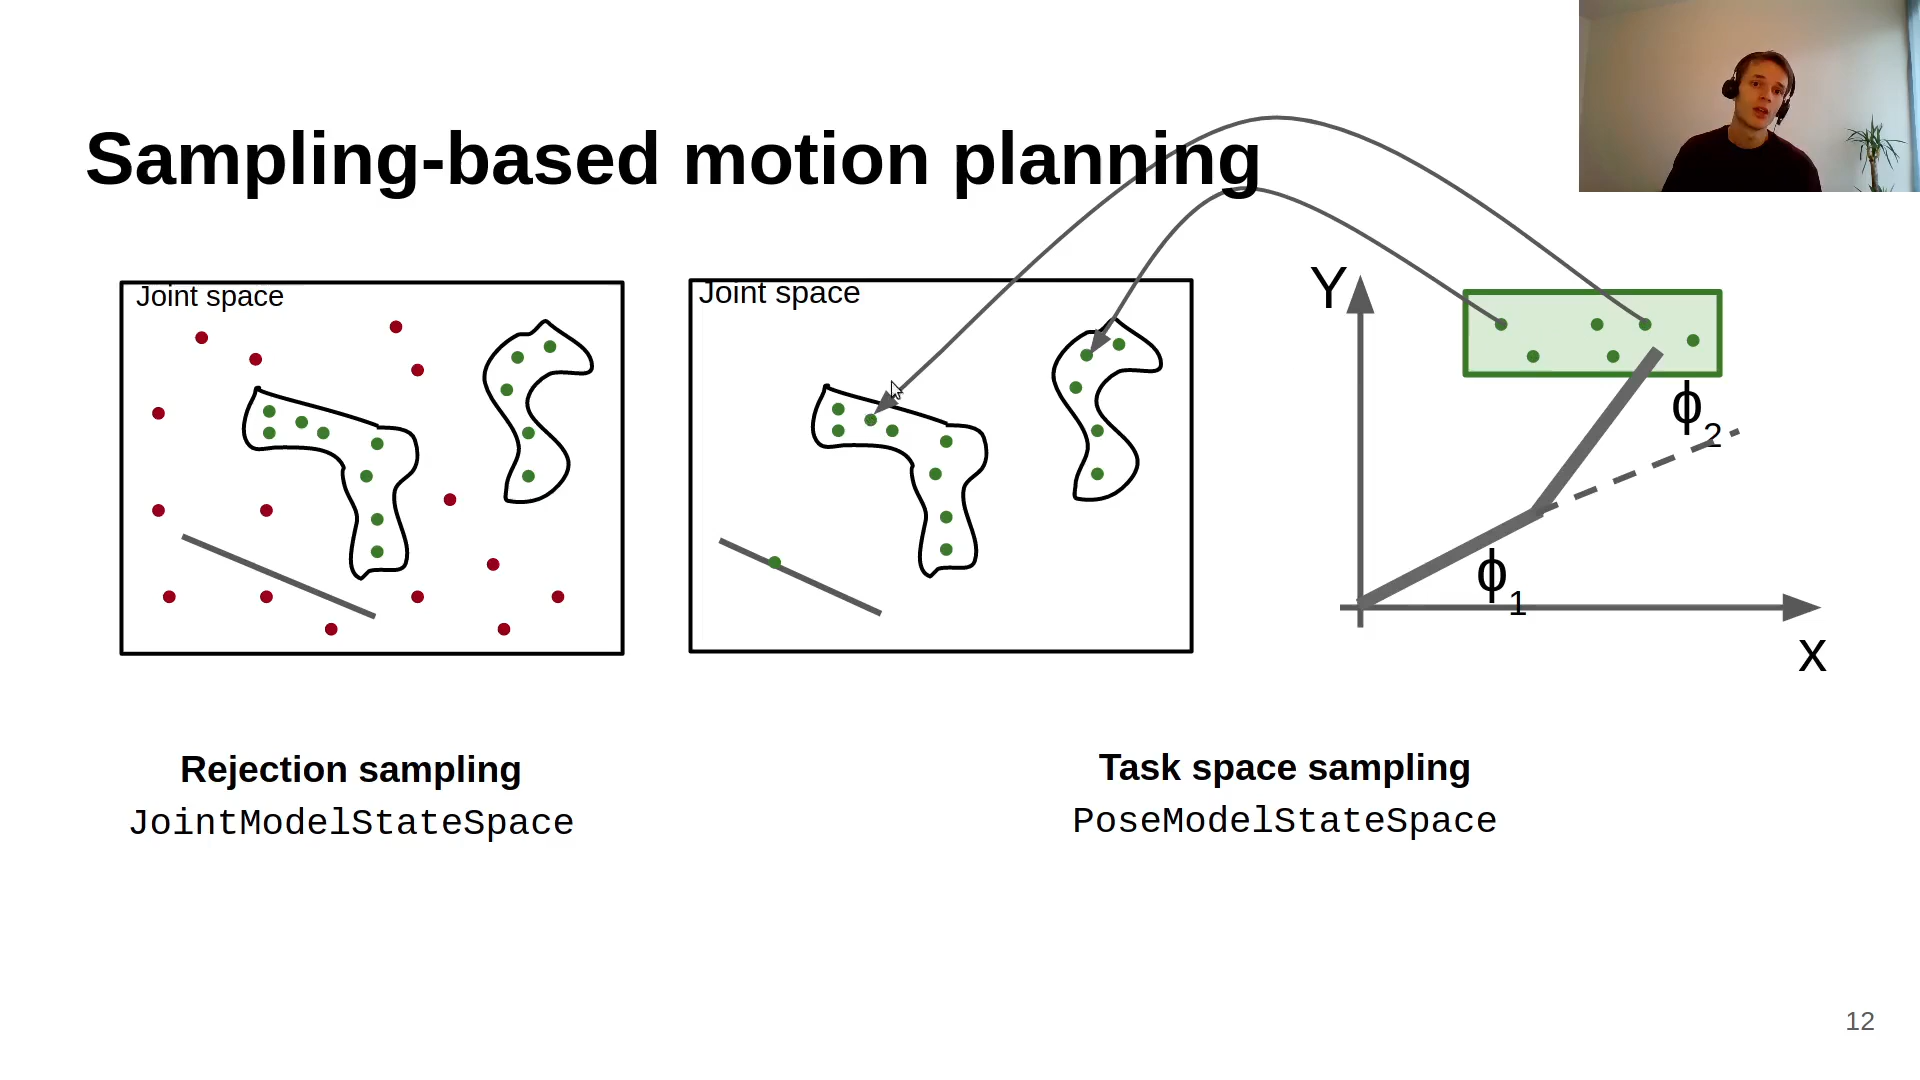 Sampling-based motion planning
Joint space
Joint space
Y
ϕ2
ϕ1
X
Rejection sampling
JointModelStateSpace
Task space sampling
PoseModelStateSpace
12